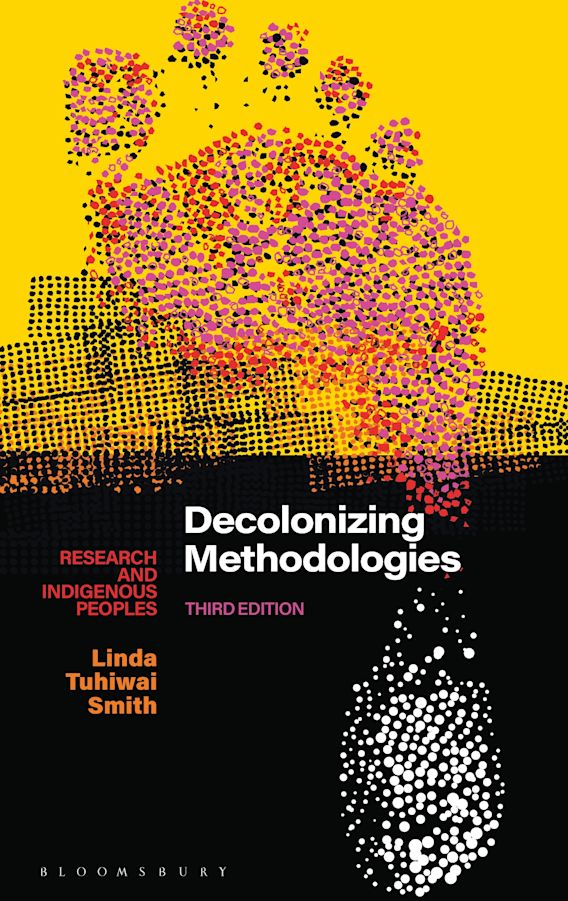 Decolonizing
Methodologies
RESEARCH
AND
INDIGENOUS
PEOPLES
THIRD EDITION
Linda
Tuhiwai
Smith
BLOOMSBURY